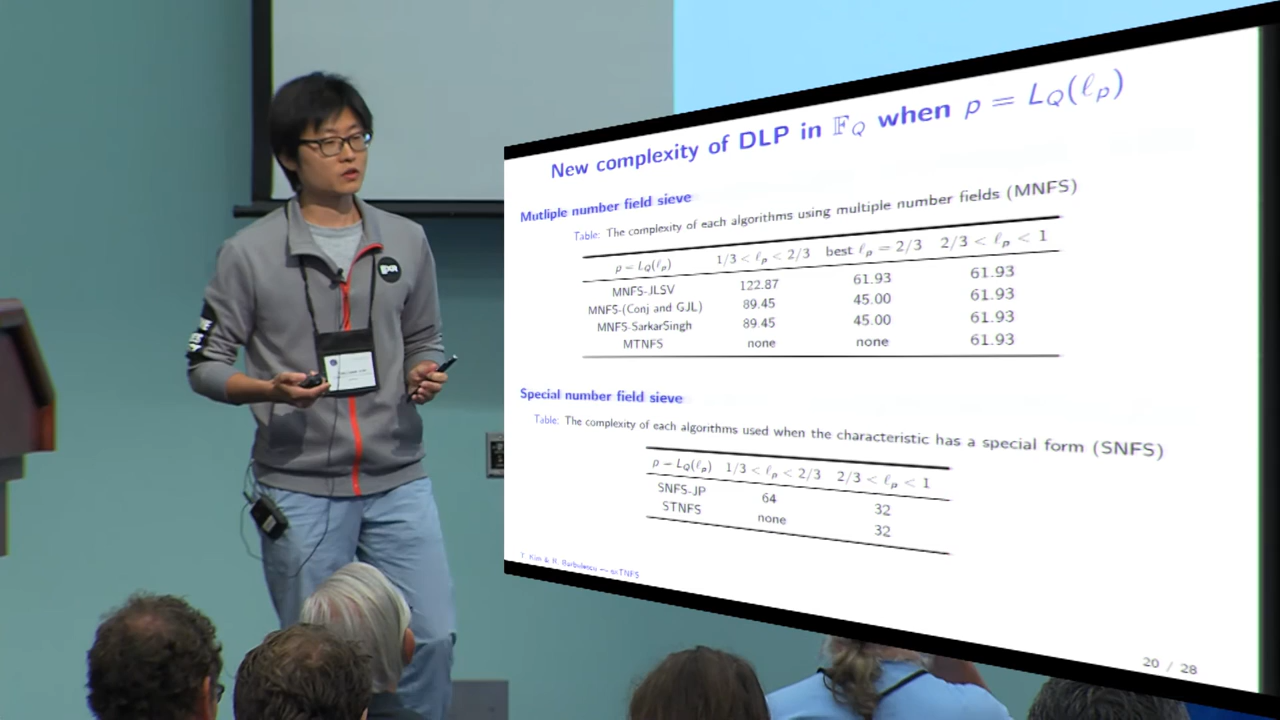 New complexity of DLP in 𝔽_Q when p = L_Q(ℓ_p)
Mutliple number field sieve
Table: The complexity of each algorithms using multiple number fields (MNFS)
p = L_Q(ℓ_p) 1/3 < ℓ_p < 2/3 best ℓ_p = 2/3 2/3 < ℓ_p < 1
MNFS-JLSV 122.87 61.93 61.93
MNFS-(Conj and GJL) 89.45 45.00 61.93
MNFS-SarkarSingh 89.45 45.00 61.93
MTNFS none none 61.93
Special number field sieve
Table: The complexity of each algorithms used when the characteristic has a special form (SNFS)
p = L_Q(ℓ_p) 1/3 < ℓ_p < 2/3 2/3 < ℓ_p < 1
SNFS-JP 64 32
STNFS none 32
T. Kim & R. Barbulescu — exTNFS
20 / 28